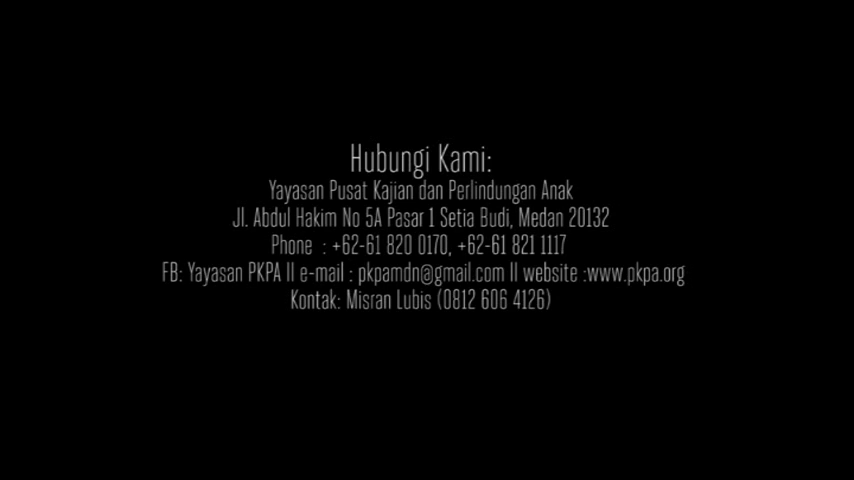 Hubungi Kami:
Yayasan Pusat Kajian dan Perlindungan Anak
Jl. Abdul Hakim No 5A Pasar 1 Setia Budi, Medan 20132
Phone : +62-61 820 0170, +62-61 821 1117
FB: Yayasan PKPA II e-mail : pkpamdn@gmail.com II website :www.pkpa.org
Kontak: Misran Lubis (0812 606 4126)